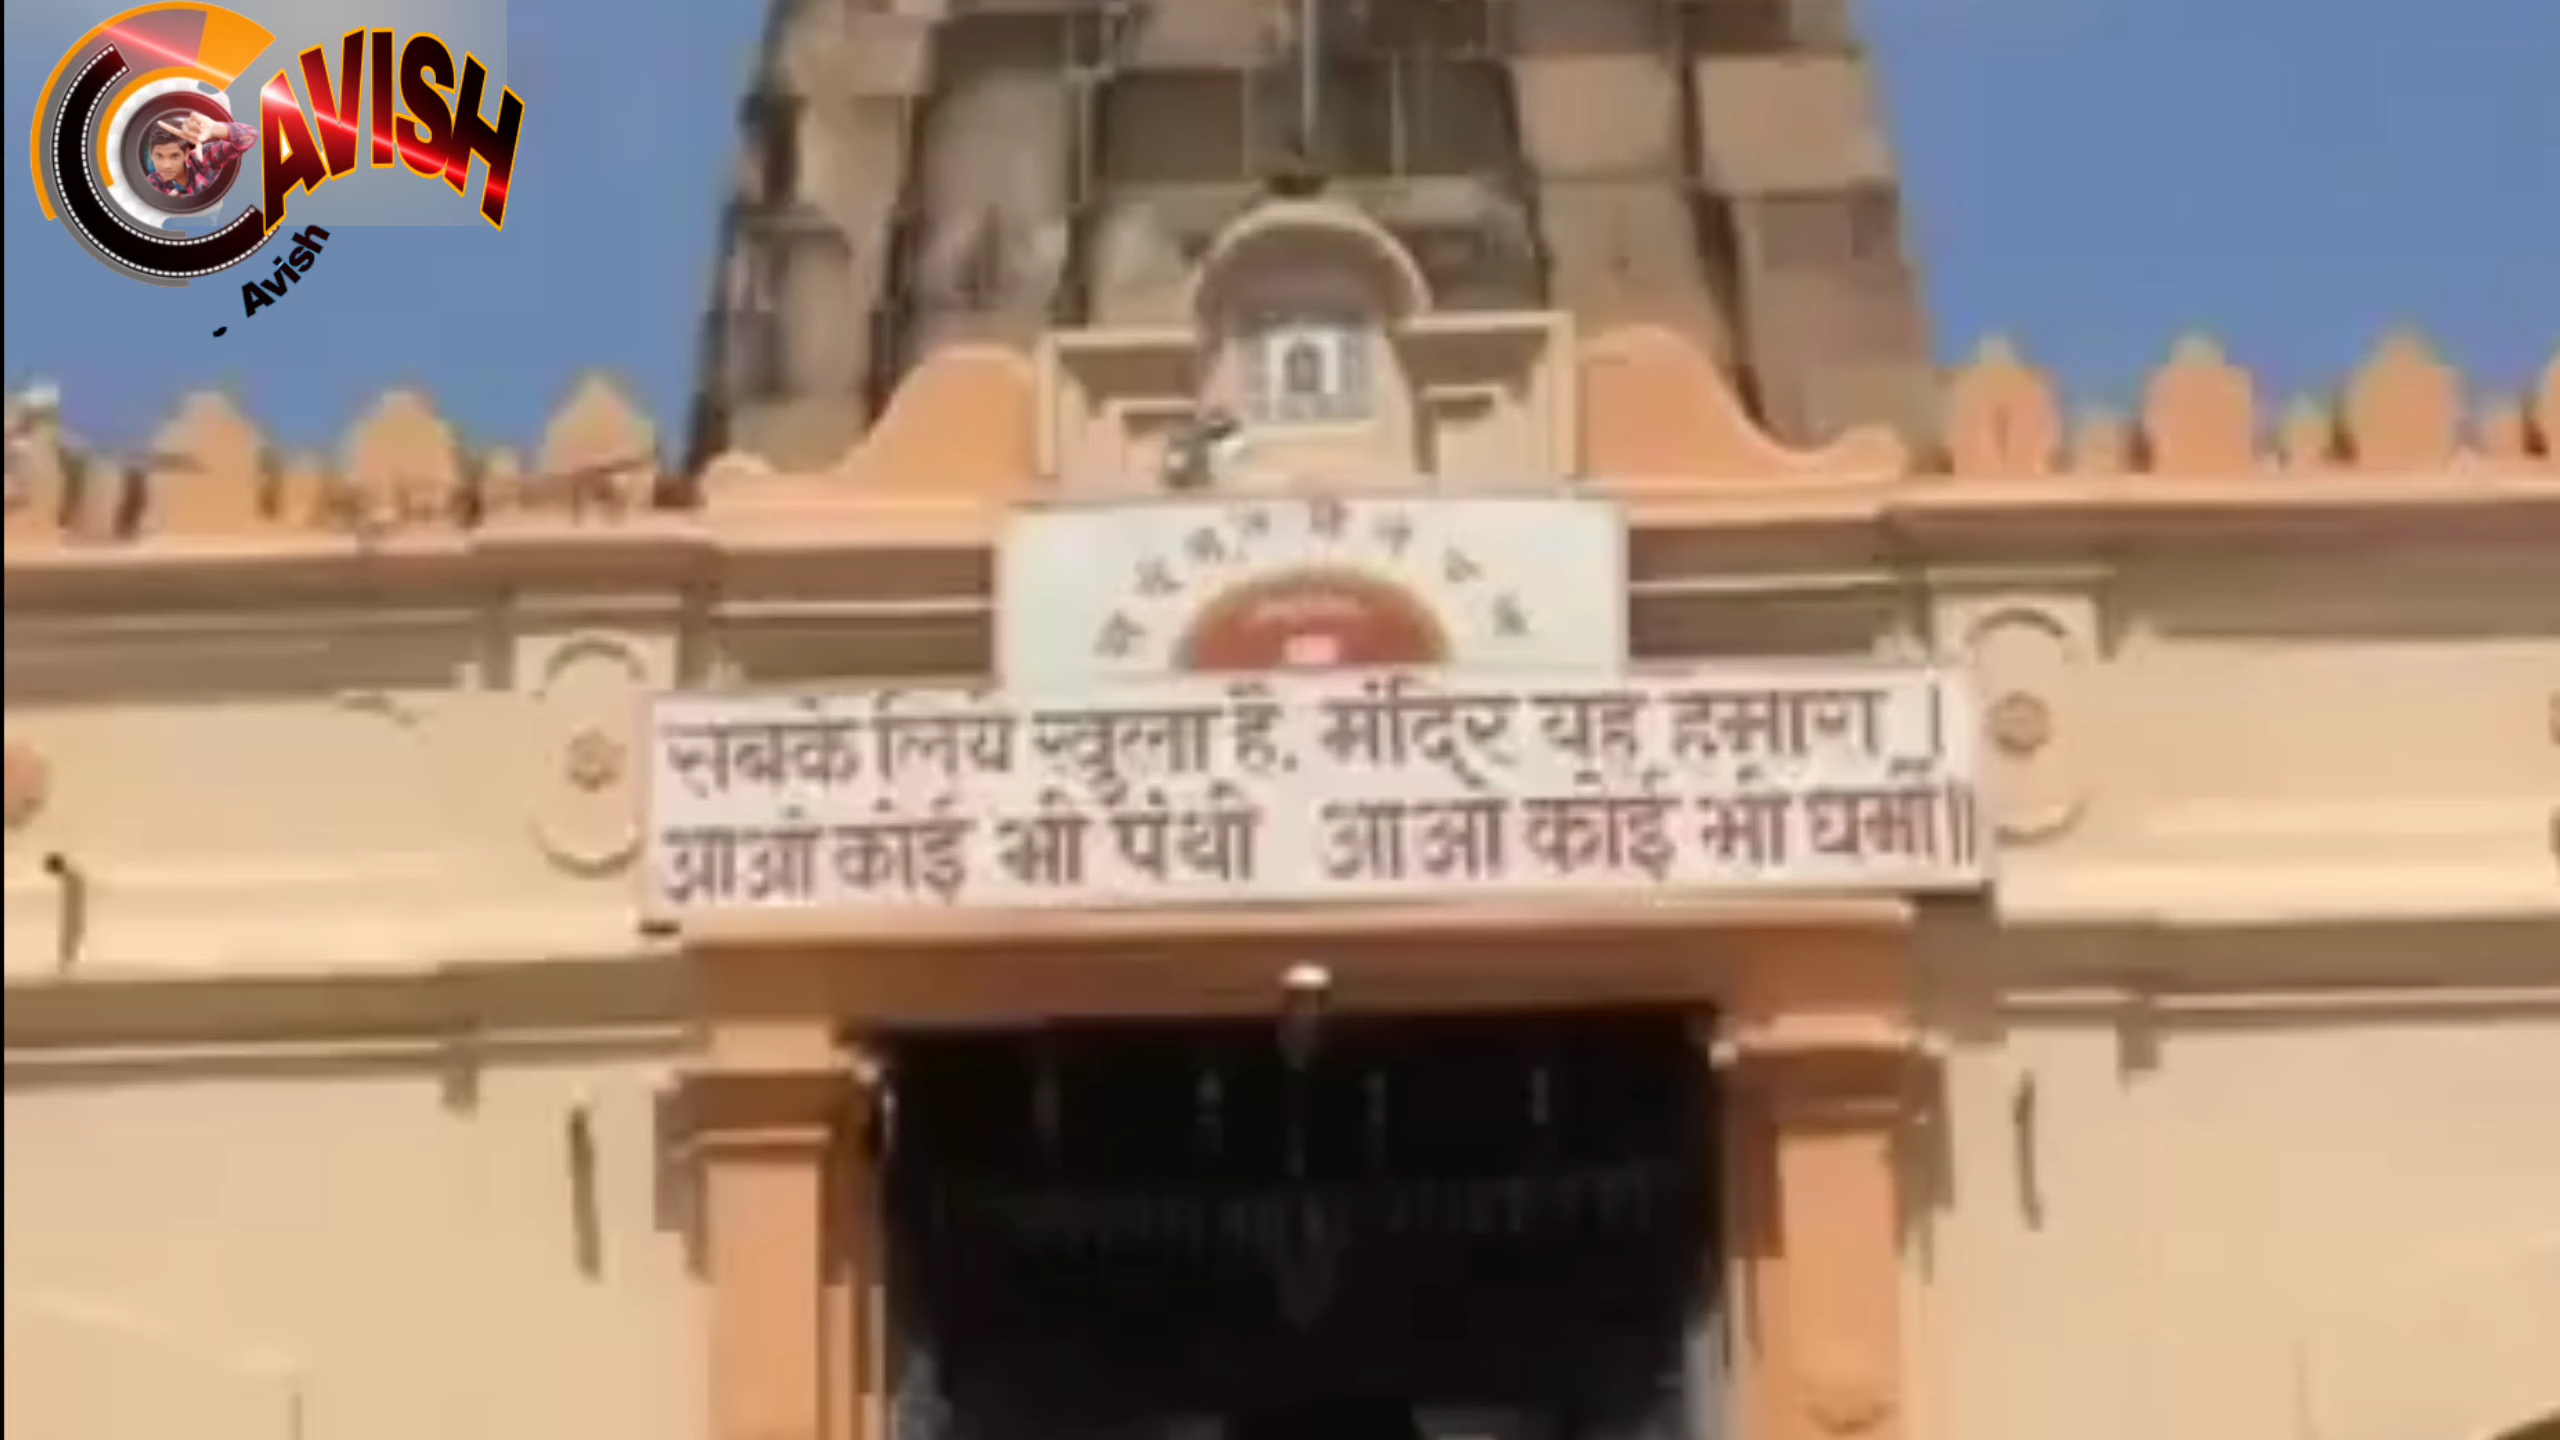 AVISH
Avish
सबके लिये खुला है, मंदिर यह हमारा ।
आओ कोई भी पंथी आओ कोई भी धर्मी॥